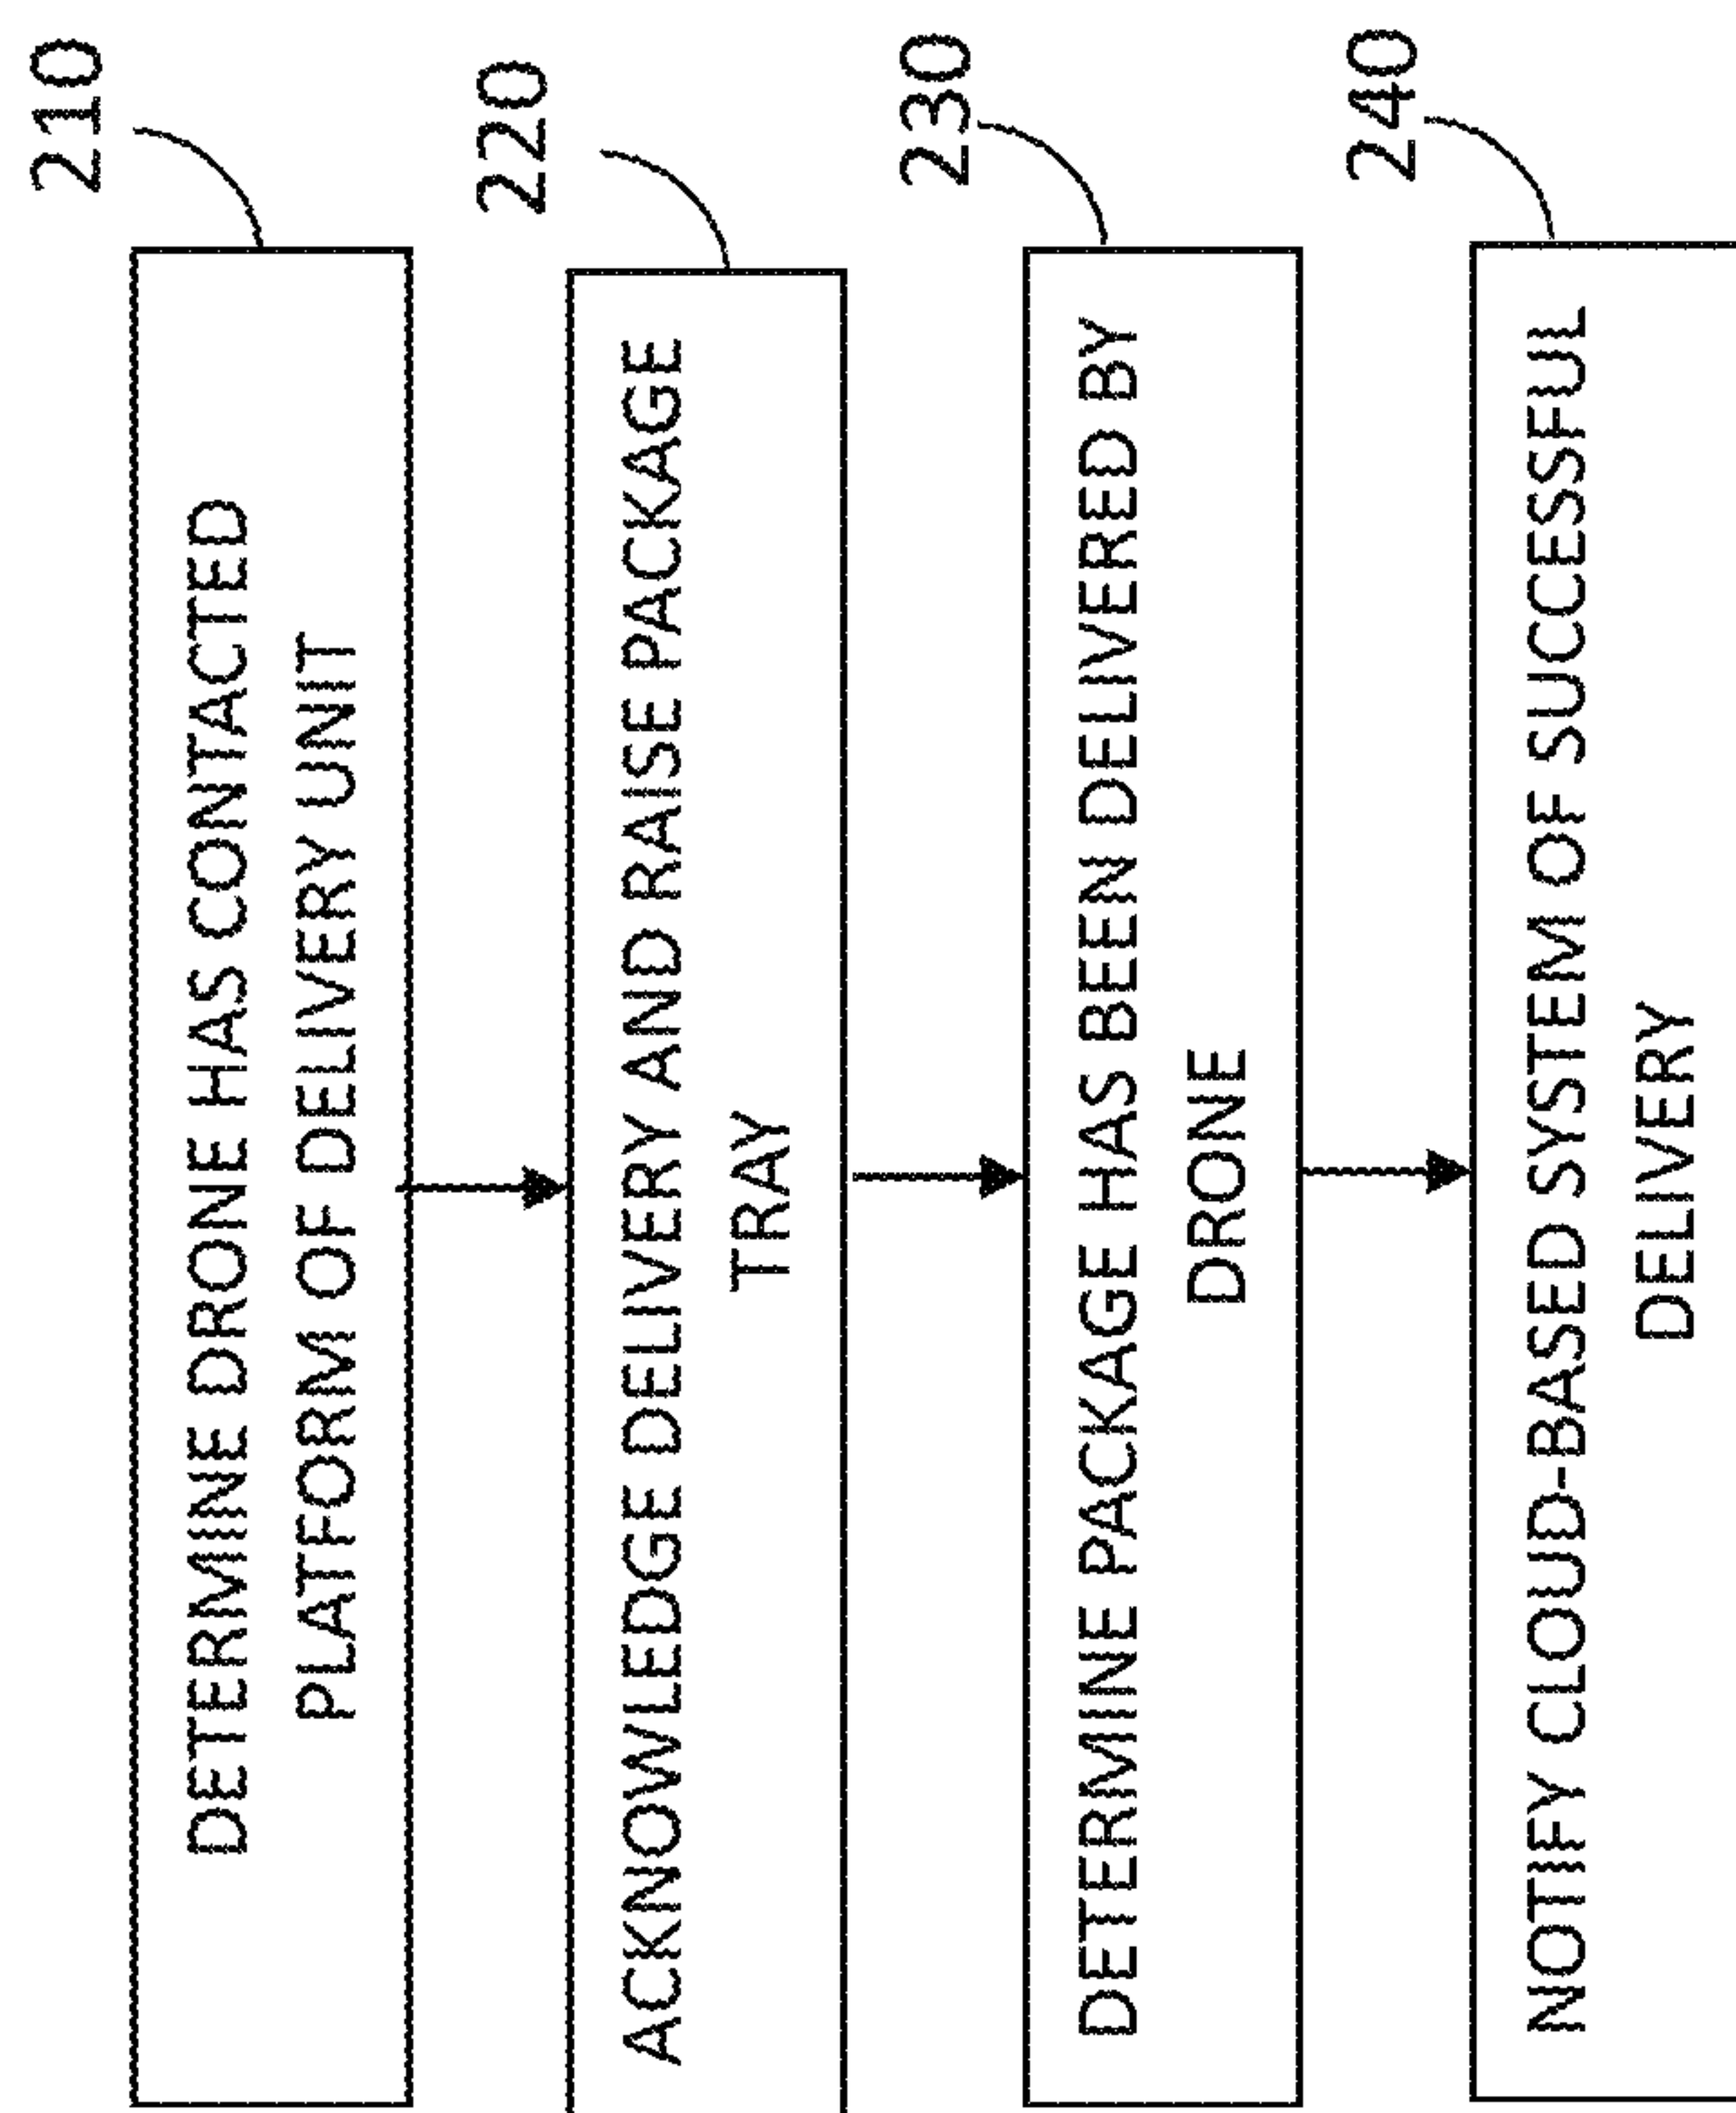 210
DETERMINE DRONE HAS CONTACTED
PLATFORM OF DELIVERY UNIT
220
ACKNOWLEDGE DELIVERY AND RAISE PACKAGE
TRAY
230
DETERMINE PACKAGE HAS BEEN DELIVERED BY
DRONE
240
NOTIFY CLOUD-BASED SYSTEM OF SUCCESSFUL
DELIVERY